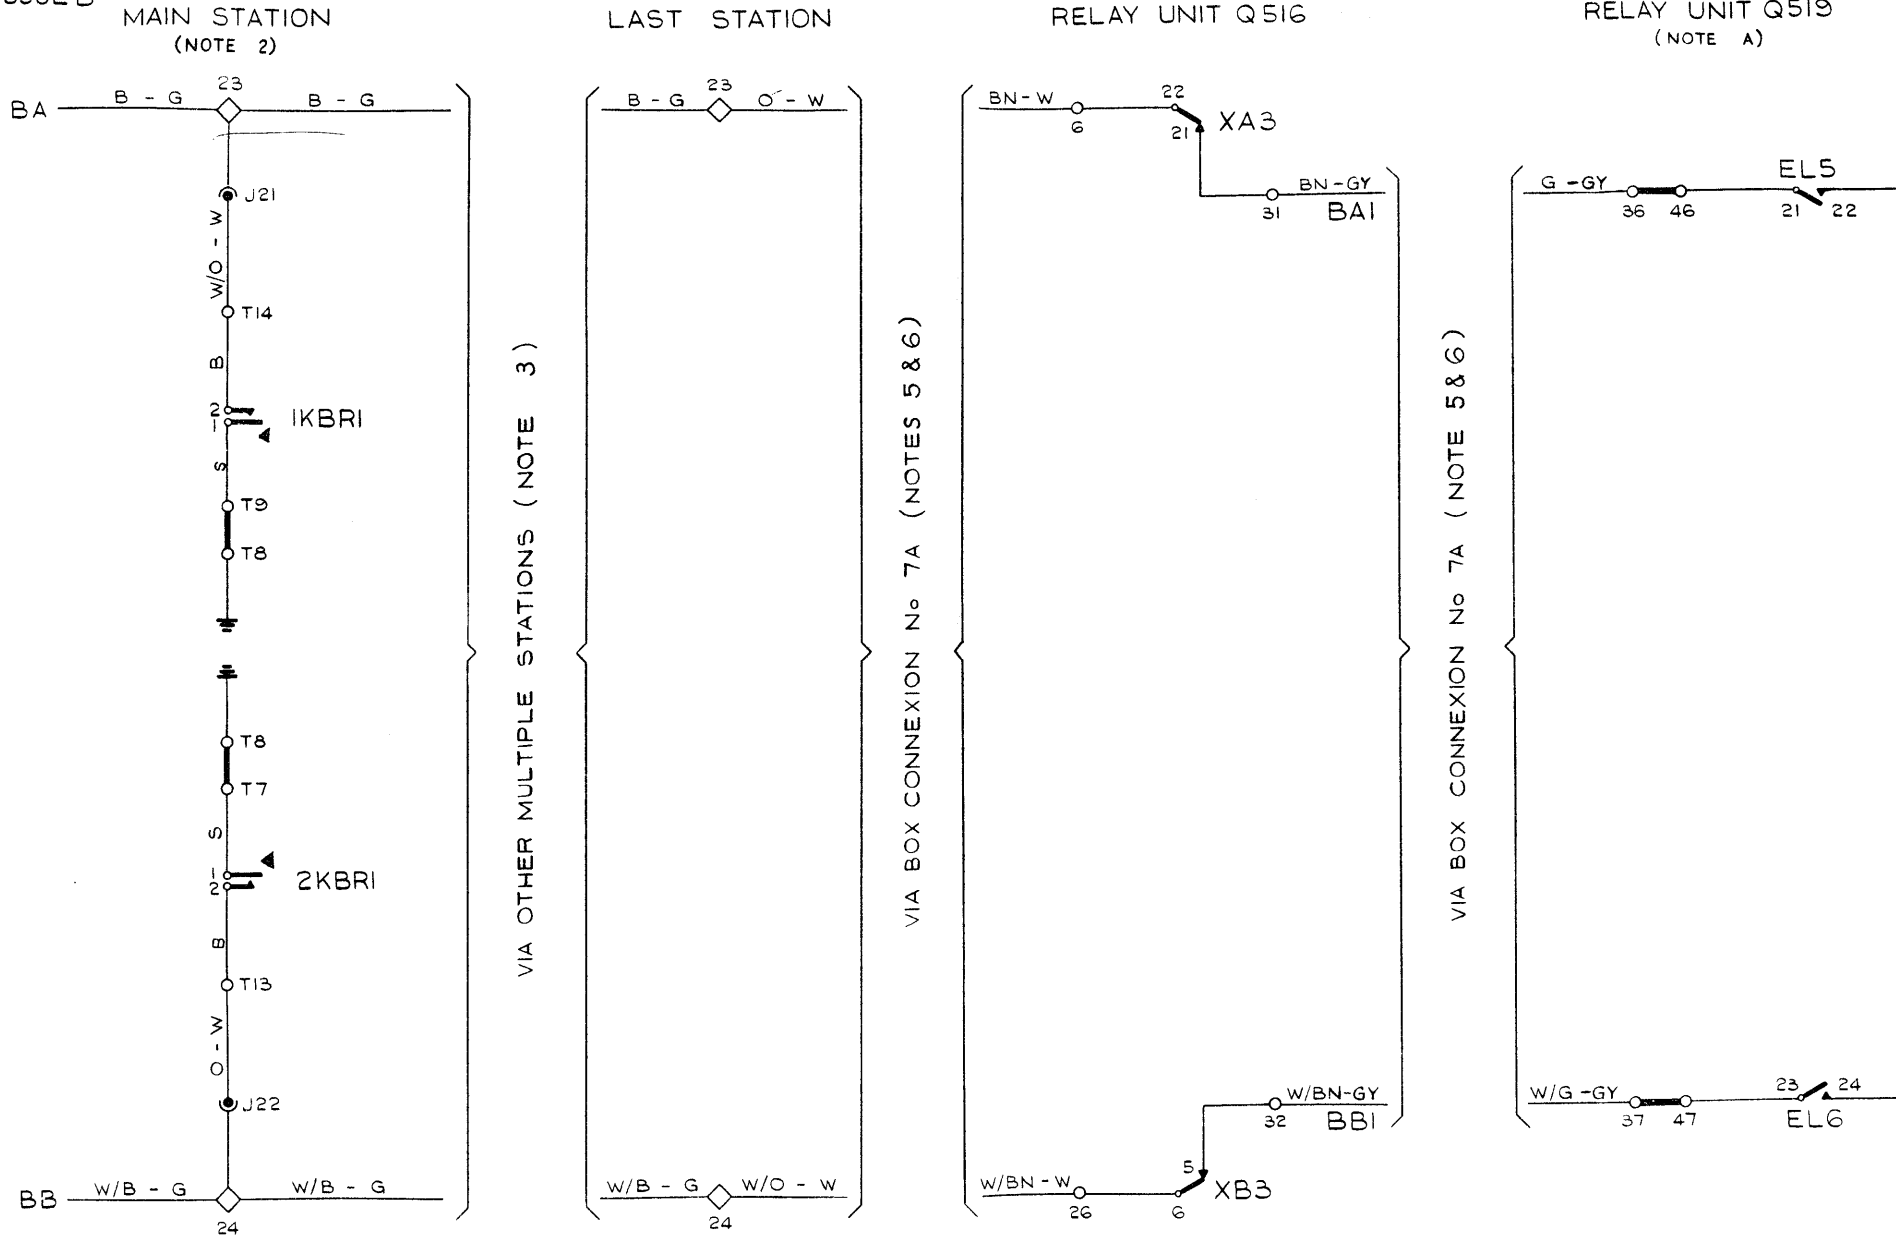 MAIN STATION
(NOTE 2)
LAST STATION
RELAY UNIT Q516
RELAY UNIT Q519
(NOTE A)
BA
B - G
23
B - G
J21
W/O - W
T14
B
2
1
1KBR1
S
T9
T8
T8
T7
S
1
2
2KBR1
B
T13
O - W
J22
BB
W/B - G
24
W/B - G
VIA OTHER MULTIPLE STATIONS (NOTE 3)
B - G
23
O - W
W/B - G
24
W/O - W
VIA BOX CONNEXION No 7A (NOTES 5 & 6)
BN-W
6
22
21
XA3
31
BN-GY
BA1
W/BN-GY
32
BB1
W/BN - W
26
5
6
XB3
VIA BOX CONNEXION No 7A (NOTE 5 & 6)
G - GY
36
46
EL5
21
22
W/G - GY
37
47
23
24
EL6